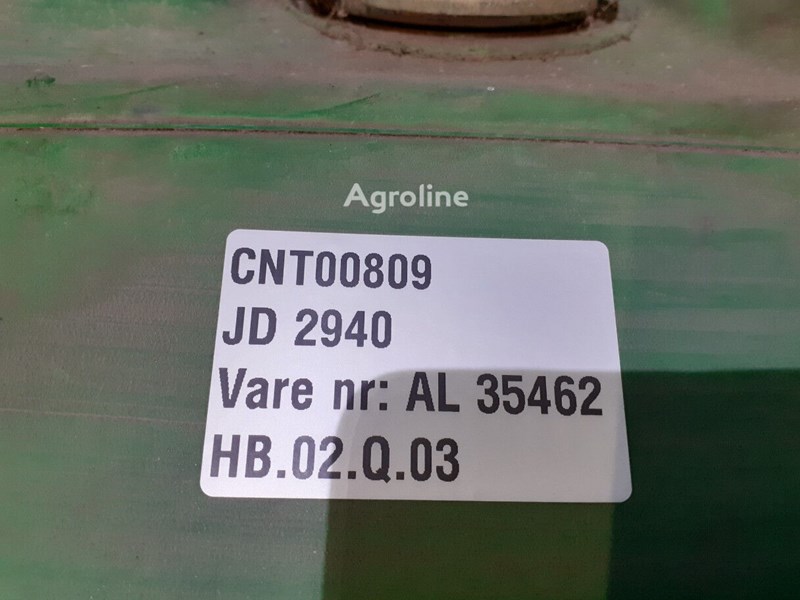 Agroline
CNT00809
JD 2940
Vare nr: AL 35462
HB.02.Q.03